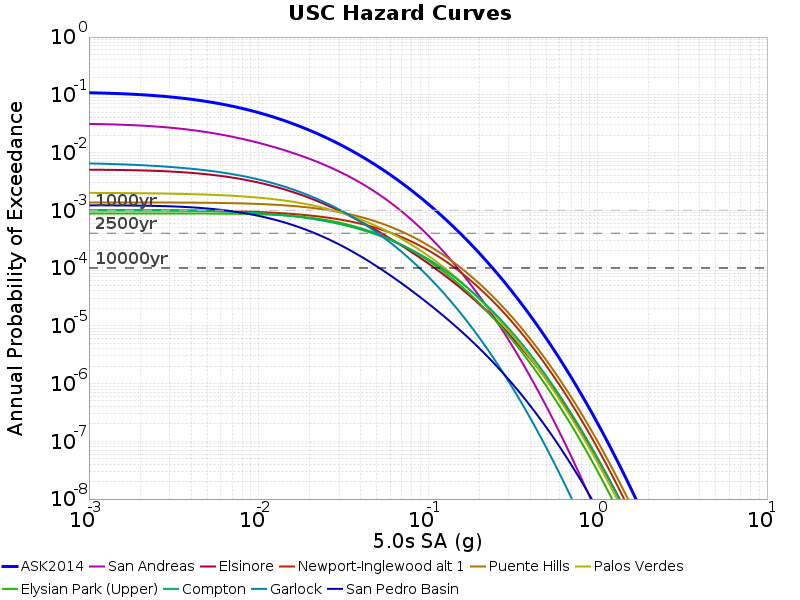 USC Hazard Curves
Annual Probability of Exceedance
10^0
10^-1
10^-2
10^-3
10^-4
10^-5
10^-6
10^-7
10^-8
1000yr
2500yr
10000yr
10^-3 10^-2 10^-1 10^0 10^1
5.0s SA (g)
ASK2014 San Andreas Elsinore Newport-Inglewood alt 1 Puente Hills Palos Verdes
Elysian Park (Upper) Compton Garlock San Pedro Basin